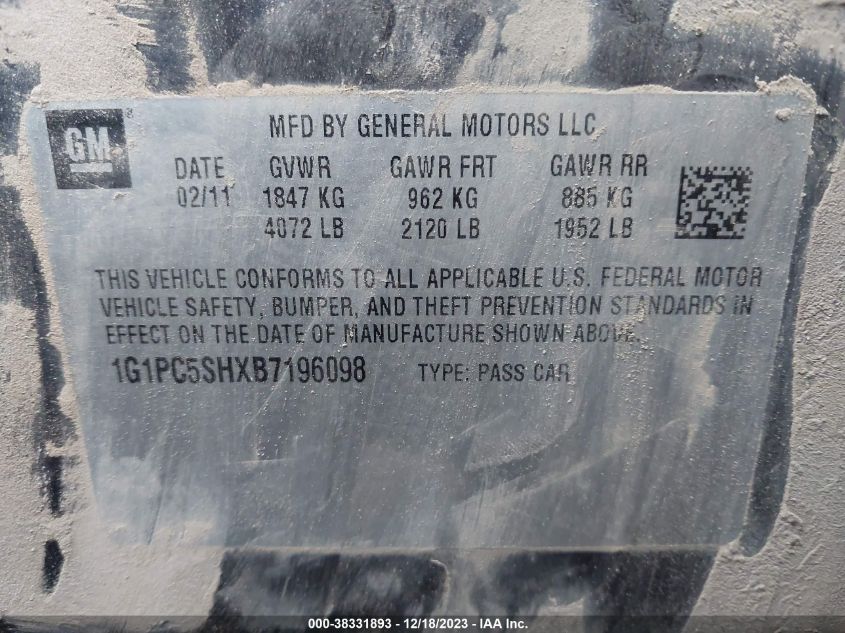 GM
MFD BY GENERAL MOTORS LLC
DATE GVWR GAWR FRT GAWR RR
02/11 1847 KG 962 KG 885 KG
4072 LB 2120 LB 1952 LB
THIS VEHICLE CONFORMS TO ALL APPLICABLE U.S. FEDERAL MOTOR
VEHICLE SAFETY, BUMPER, AND THEFT PREVENTION STANDARDS IN
EFFECT ON THE DATE OF MANUFACTURE SHOWN ABOVE.
1G1PC5SHXB7196098 TYPE: PASS CAR
000-38331893 - 12/18/2023 - IAA Inc.